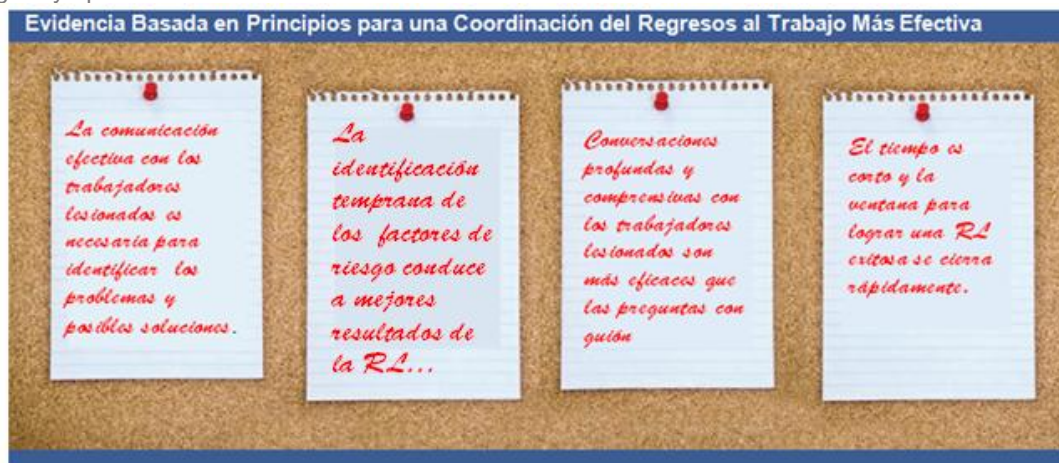 Evidencia Basada en Principios para una Coordinación del Regresos al Trabajo Más Efectiva
La comunicación
efectiva con los
trabajadores
lesionados es
necesaria para
identificar los
problemas y
posibles soluciones.
La
identificación
temprana de
los factores de
riesgo conduce
a mejores
resultados de
la RL...
Conversaciones
profundas y
comprensivas con
los trabajadores
lesionados son
más eficaces que
las preguntas con
guión
El tiempo es
corto y la
ventana para
lograr una RL
exitosa se cierra
rápidamente.